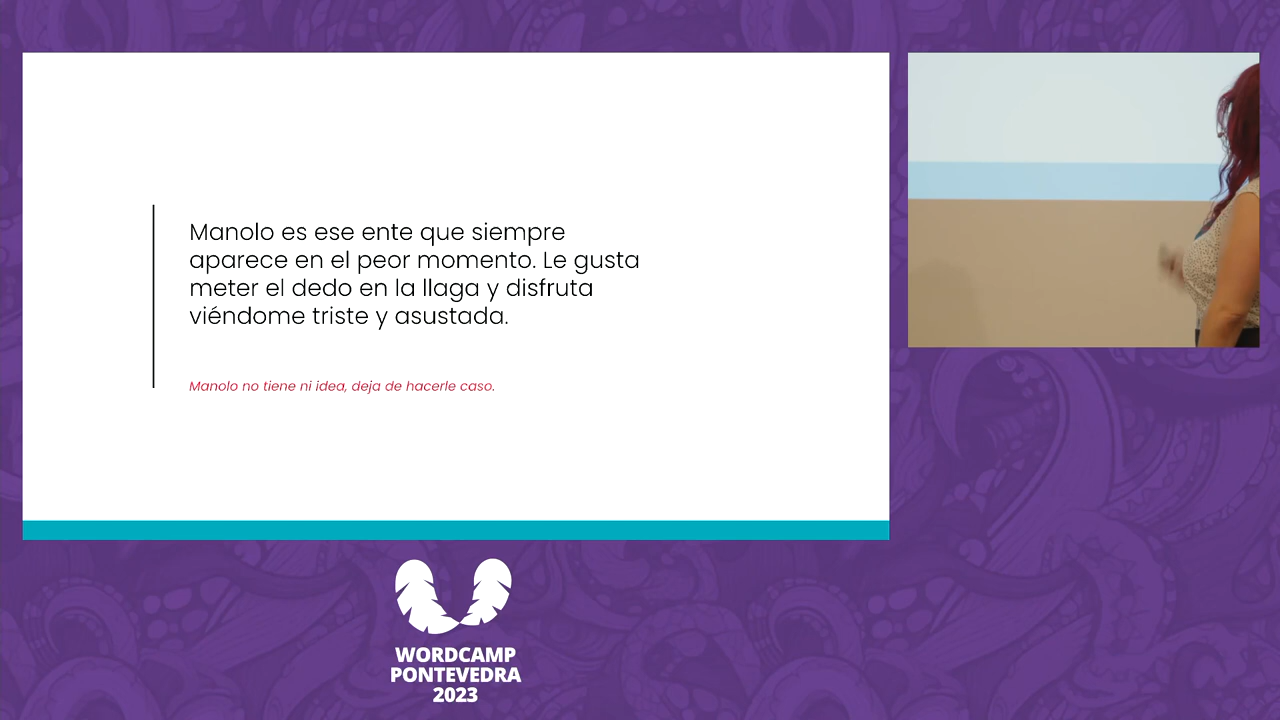 Manolo es ese ente que siempre
aparece en el peor momento. Le gusta
meter el dedo en la llaga y disfruta
viéndome triste y asustada.
Manolo no tiene ni idea, deja de hacerle caso.
WORDCAMP
PONTEVEDRA
2023